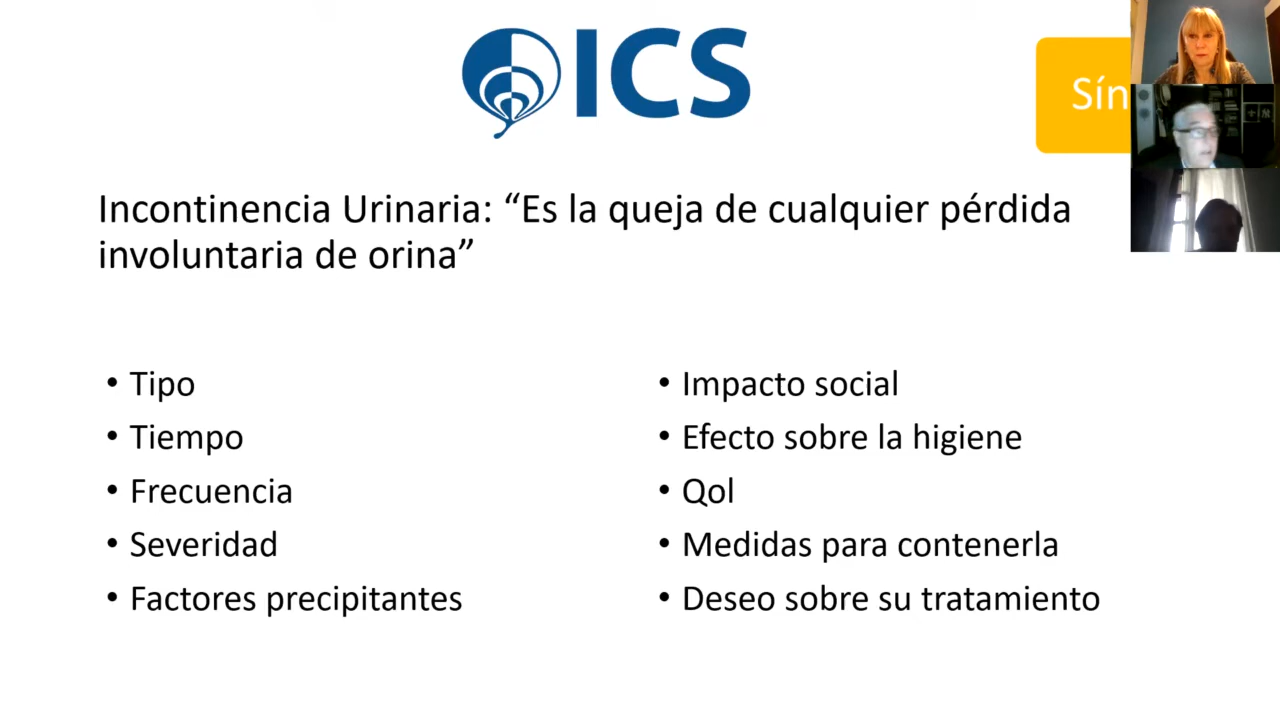 ICS
Sín
Incontinencia Urinaria: “Es la queja de cualquier pérdida
involuntaria de orina”
• Tipo
• Tiempo
• Frecuencia
• Severidad
• Factores precipitantes
• Impacto social
• Efecto sobre la higiene
• Qol
• Medidas para contenerla
• Deseo sobre su tratamiento